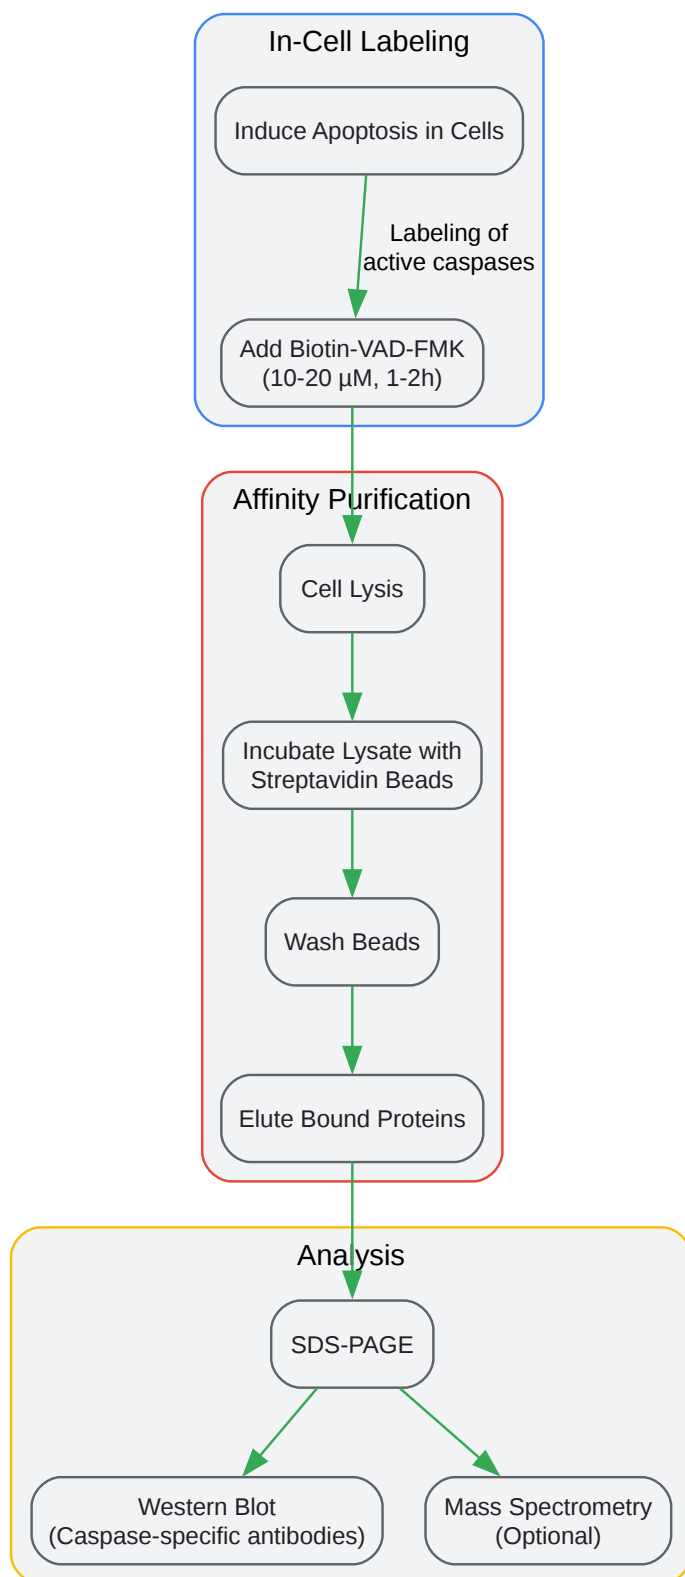 In-Cell Labeling
Induce Apoptosis in Cells
Labeling of
active caspases
Add Biotin-VAD-FMK
(10-20 µM, 1-2h)
Affinity Purification
Cell Lysis
Incubate Lysate with
Streptavidin Beads
Wash Beads
Elute Bound Proteins
Analysis
SDS-PAGE
Western Blot
(Caspase-specific antibodies)
Mass Spectrometry
(Optional)